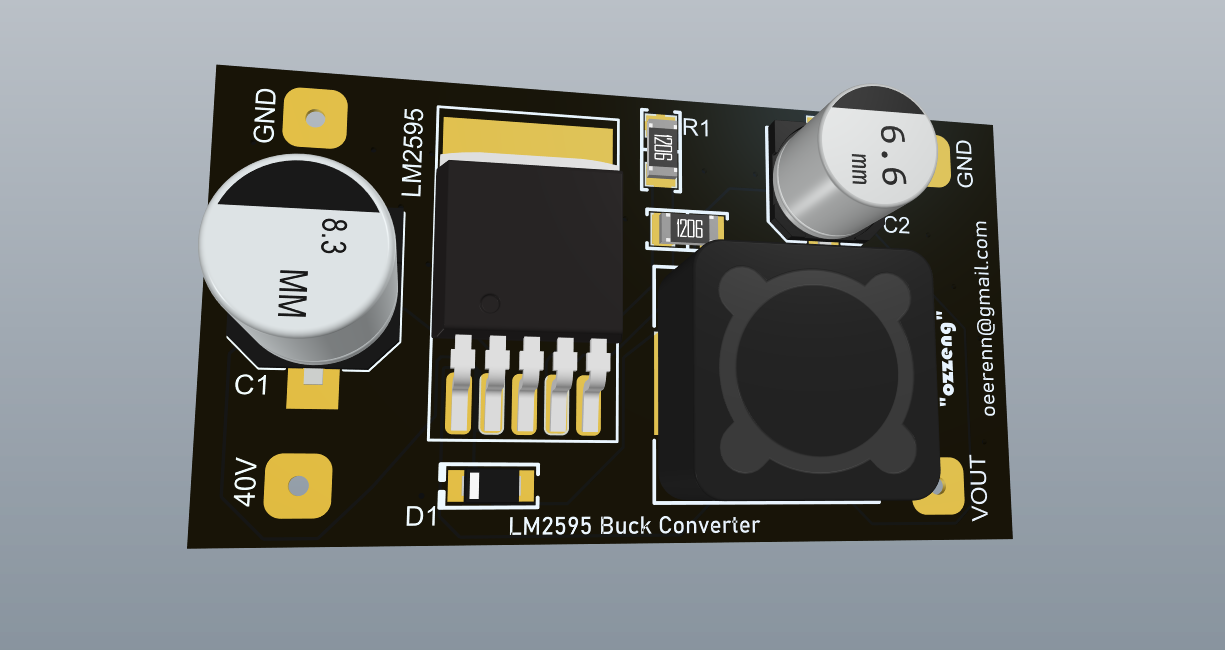 GND
LM2595
R1
1206
6.6
mm
GND
8.3
MM
1206
C2
C1
"ozzeng"
oeerenn@gmail.com
40V
D1
LM2595 Buck Converter
VOUT